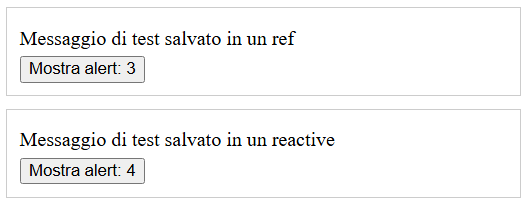 Messaggio di test salvato in un ref
Mostra alert: 3
Messaggio di test salvato in un reactive
Mostra alert: 4